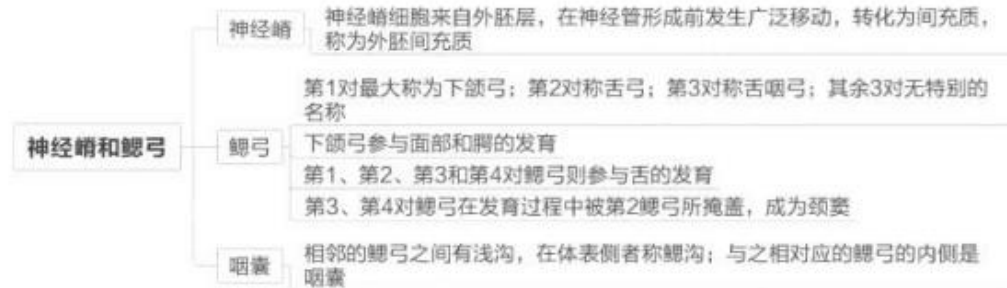 神经嵴和鳃弓
神经嵴
神经嵴细胞来自外胚层，在神经管形成前发生广泛移动，转化为间充质，
称为外胚间充质
鳃弓
第1对最大称为下颌弓；第2对称舌弓；第3对称舌咽弓；其余3对无特别的
名称
下颌弓参与面部和腭的发育
第1、第2、第3和第4对鳃弓则参与舌的发育
第3、第4对鳃弓在发育过程中被第2鳃弓所掩盖，成为颈窦
咽囊
相邻的鳃弓之间有浅沟，在体表侧者称鳃沟；与之相对应的鳃弓的内侧是
咽囊